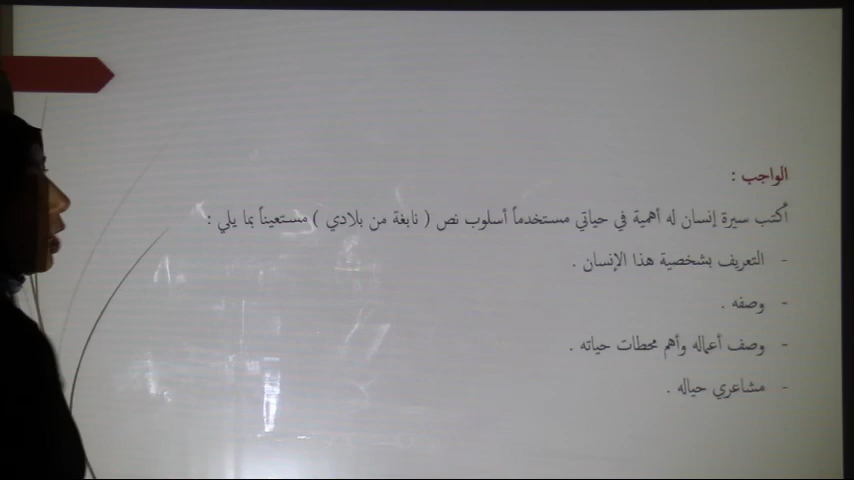 الواجب :
أكتب سيرة إنسان له أهمية في حياتي مستخدماً أسلوب نص ( نابغة من بلادي ) مستعيناً بما يلي :
- التعريف بشخصية هذا الإنسان .
- وصفه .
- وصف أعماله وأهم محطات حياته .
- مشاعري حياله .